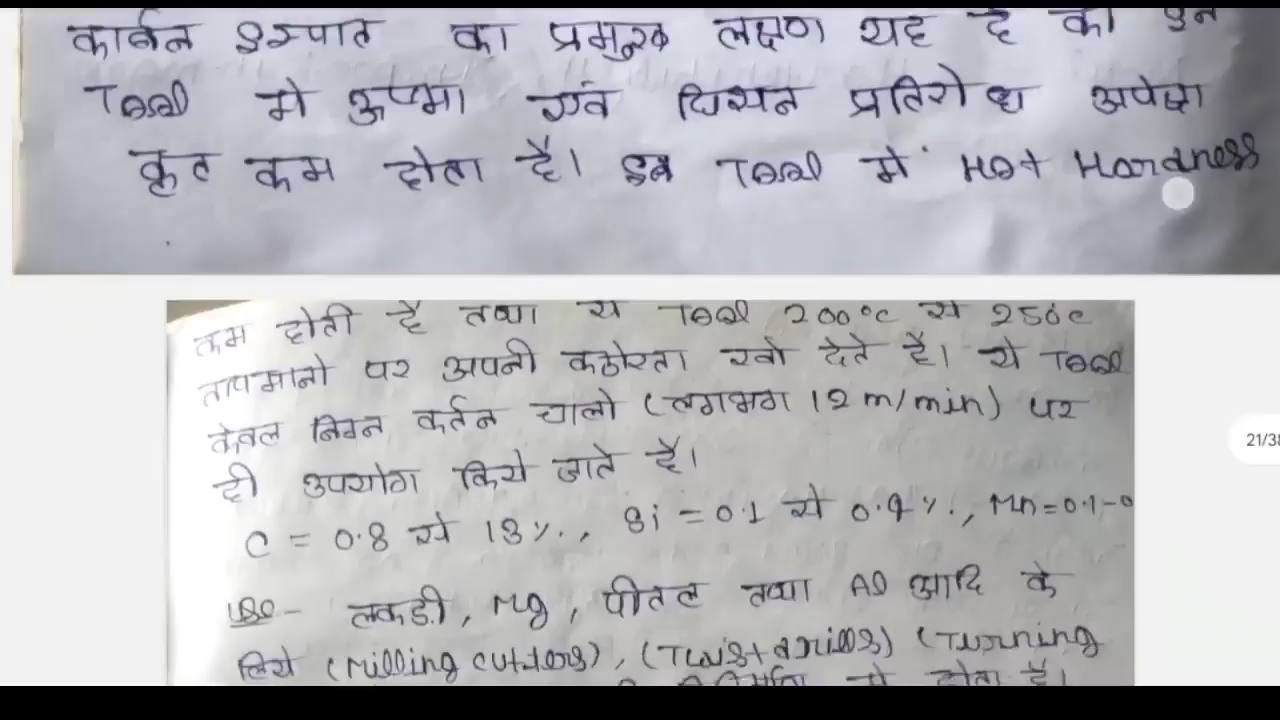 कार्बन इस्पात का प्रमुख लक्षण यह है की इन
Tool मे ऊष्मा एवं घिसन प्रतिरोध अपेक्षा
कृत कम होता है। इन Tool में Hot Hardness
कम होती है तथा ये Tool 200°c से 250°c
तापमानो पर अपनी कठोरता खो देते है। ये Tool
केवल निम्न कर्तन चालो (लगभग 12 m/min) पर
ही उपयोग किये जाते है।
C = 0.8 से 13%., Si = 0.1 से 0.4%., Mn = 0.1-0
use - लकडी, Mg, पीतल तथा Al आदि के
लिये (Milling cutters), (Twist drills) (Turning
से होता है।
21/38